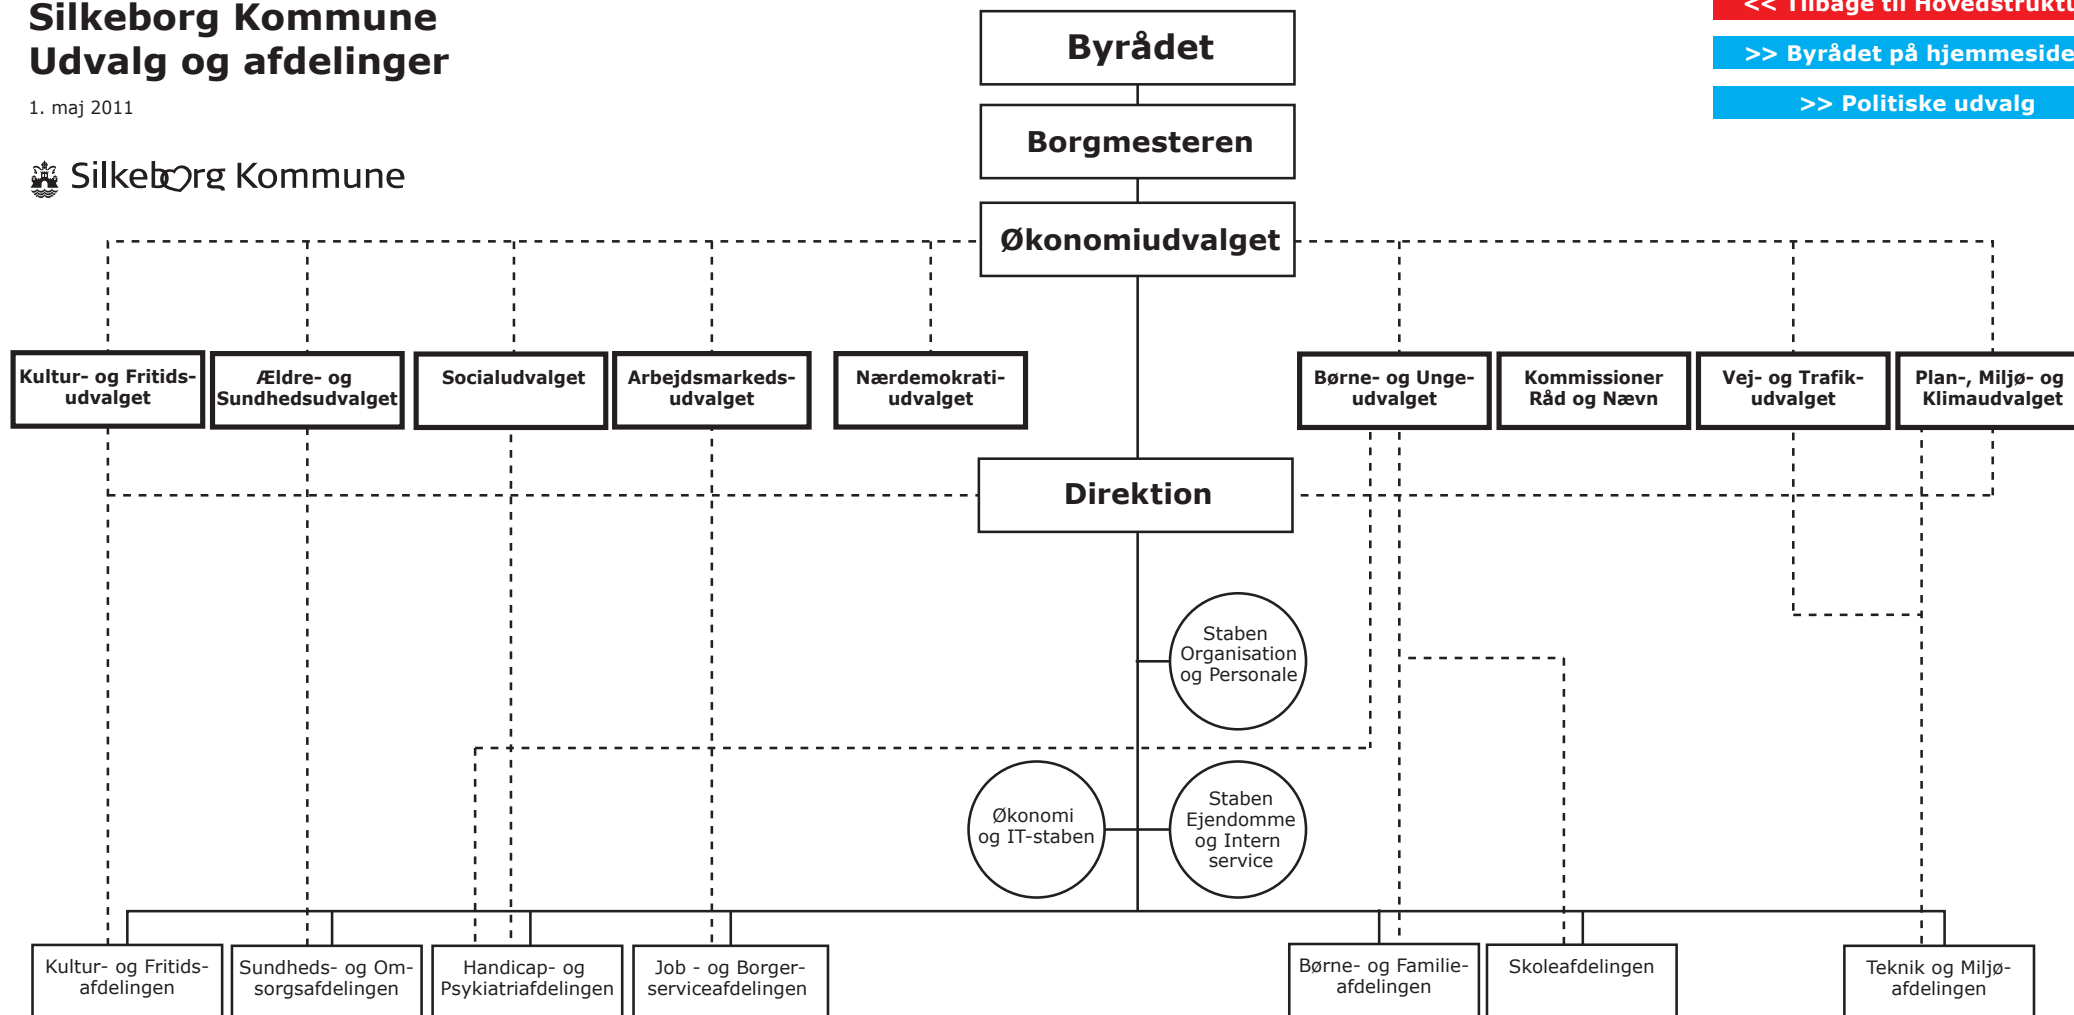 Silkeborg Kommune
Udvalg og afdelinger
1. maj 2011
Silkeborg Kommune
<< Tilbage til Hovedstruktu
>> Byrådet på hjemmeside
>> Politiske udvalg
Byrådet
Borgmesteren
Økonomiudvalget
Kultur- og Fritids-
udvalget
Ældre- og
Sundhedsudvalget
Socialudvalget
Arbejdsmarkeds-
udvalget
Nærdemokrati-
udvalget
Børne- og Unge-
udvalget
Kommissioner
Råd og Nævn
Vej- og Trafik-
udvalget
Plan-, Miljø- og
Klimaudvalget
Direktion
Staben
Organisation
og Personale
Økonomi
og IT-staben
Staben
Ejendomme
og Intern
service
Kultur- og Fritids-
afdelingen
Sundheds- og Om-
sorgsafdelingen
Handicap- og
Psykiatriafdelingen
Job - og Borger-
serviceafdelingen
Børne- og Familie-
afdelingen
Skoleafdelingen
Teknik og Miljø-
afdelingen